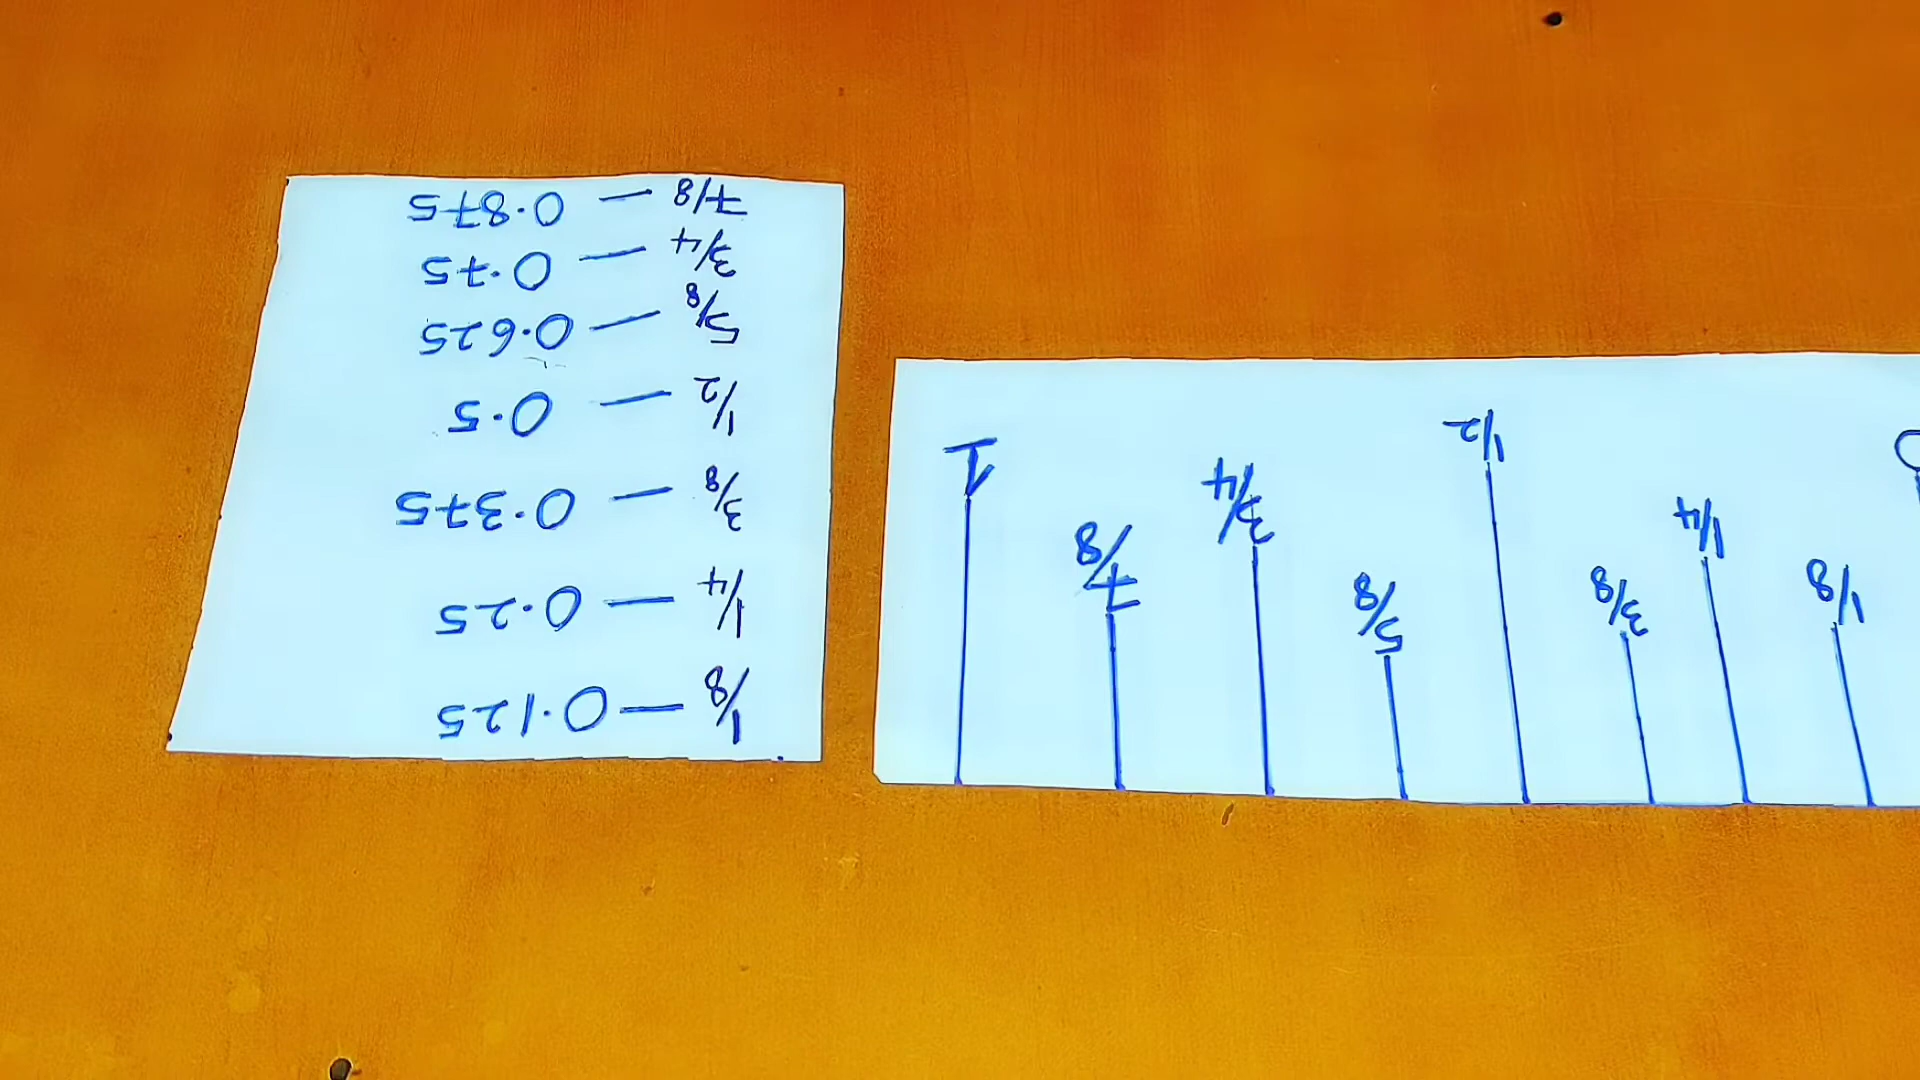 0 1/8 1/4 3/8 1/2 5/8 3/4 7/8 1
1/8 — 0.125
1/4 — 0.25
3/8 — 0.375
1/2 — 0.5
5/8 — 0.625
3/4 — 0.75
7/8 — 0.875